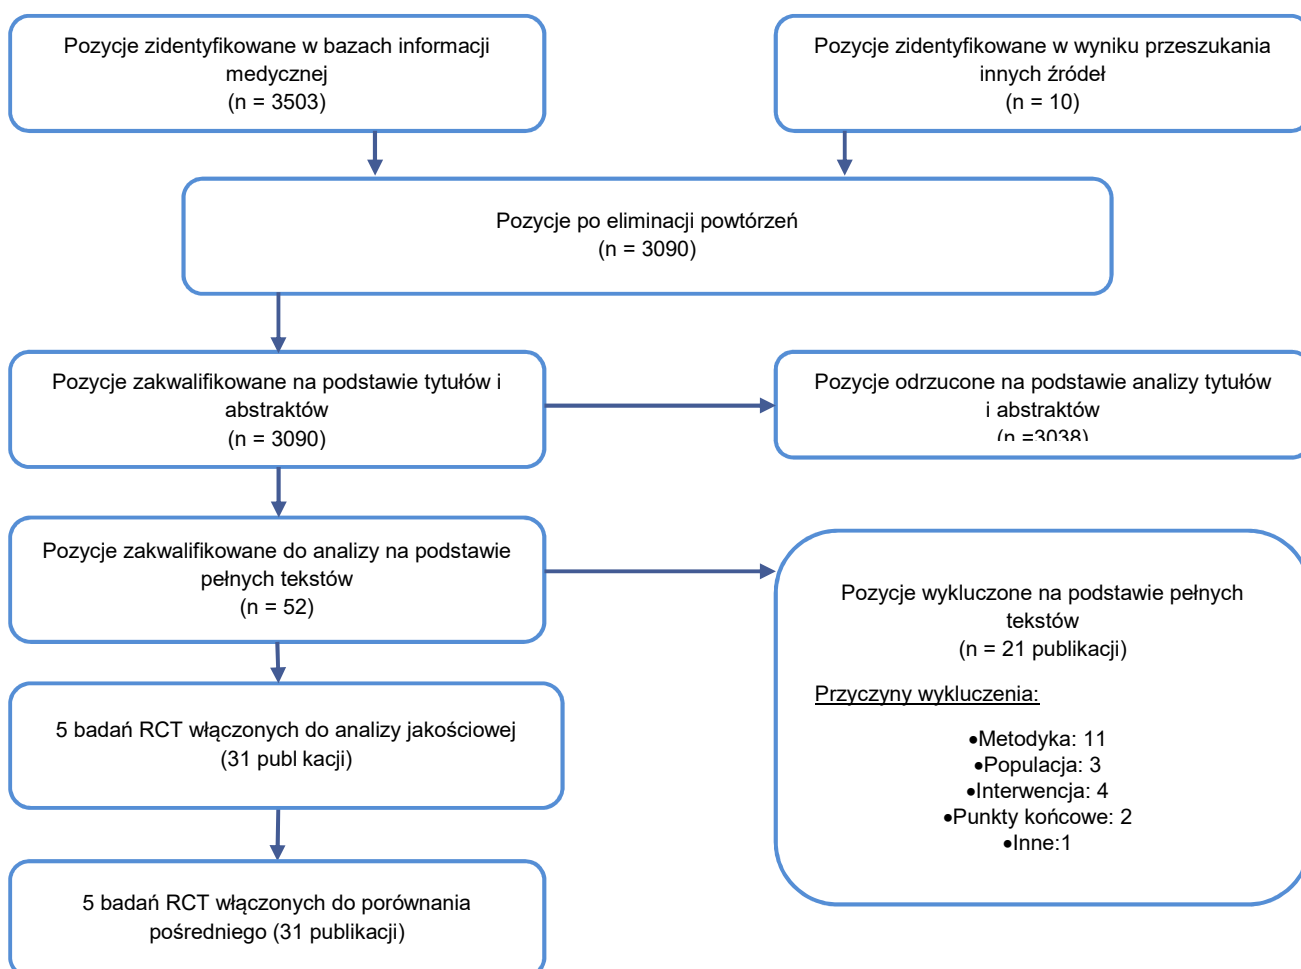 Pozycje zidentyfikowane w bazach informacji
medycznej
(n = 3503)
Pozycje zidentyfikowane w wyniku przeszukania
innych źródeł
(n = 10)
Pozycje po eliminacji powtórzeń
(n = 3090)
Pozycje zakwalifikowane na podstawie tytułów i
abstraktów
(n = 3090)
Pozycje odrzucone na podstawie analizy tytułów
i abstraktów
(n =3038)
Pozycje zakwalifikowane do analizy na podstawie
pełnych tekstów
(n = 52)
Pozycje wykluczone na podstawie pełnych
tekstów
(n = 21 publikacji)
Przyczyny wykluczenia:
•Metodyka: 11
•Populacja: 3
•Interwencja: 4
•Punkty końcowe: 2
•Inne:1
5 badań RCT włączonych do analizy jakościowej
(31 publ kacji)
5 badań RCT włączonych do porównania
pośredniego (31 publikacji)